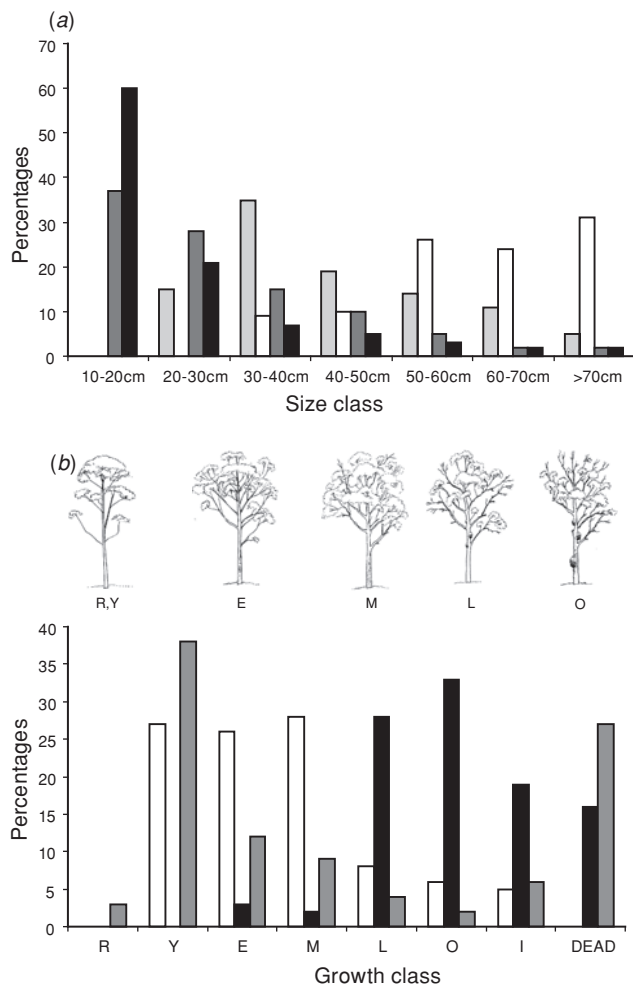 (a)
70
60
50
40
30
20
10
0
Percentages
10-20cm 20-30cm 30-40cm 40-50cm 50-60cm 60-70cm >70cm
Size class
(b)
R,Y E M L O
40
35
30
25
20
15
10
5
0
Percentages
R Y E M L O I DEAD
Growth class